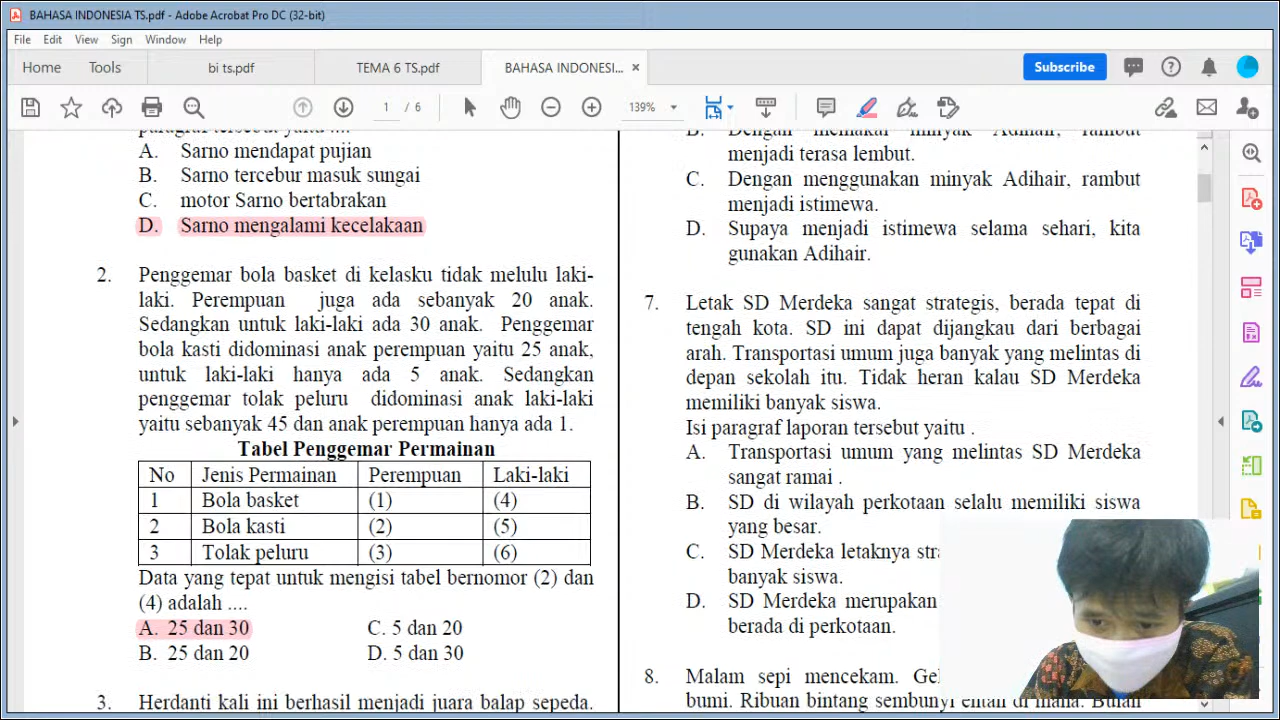 BAHASA INDONESIA TS.pdf - Adobe Acrobat Pro DC (32-bit)
File Edit View Sign Window Help
Home Tools bi ts.pdf TEMA 6 TS.pdf BAHASA INDONESI... × Subscribe
1 / 6 139%
paragraf tersebut yaitu ....
A. Sarno mendapat pujian
B. Sarno tercebur masuk sungai
C. motor Sarno bertabrakan
D. Sarno mengalami kecelakaan
2. Penggemar bola basket di kelasku tidak melulu laki-
laki. Perempuan juga ada sebanyak 20 anak.
Sedangkan untuk laki-laki ada 30 anak. Penggemar
bola kasti didominasi anak perempuan yaitu 25 anak,
untuk laki-laki hanya ada 5 anak. Sedangkan
penggemar tolak peluru didominasi anak laki-laki
yaitu sebanyak 45 dan anak perempuan hanya ada 1.
Tabel Penggemar Permainan
No Jenis Permainan Perempuan Laki-laki
1 Bola basket (1) (4)
2 Bola kasti (2) (5)
3 Tolak peluru (3) (6)
Data yang tepat untuk mengisi tabel bernomor (2) dan
(4) adalah ....
A. 25 dan 30 C. 5 dan 20
B. 25 dan 20 D. 5 dan 30
3. Herdanti kali ini berhasil menjadi juara balap sepeda.
B. Dengan memakai minyak Adihair, rambut
menjadi terasa lembut.
C. Dengan menggunakan minyak Adihair, rambut
menjadi istimewa.
D. Supaya menjadi istimewa selama sehari, kita
gunakan Adihair.
7. Letak SD Merdeka sangat strategis, berada tepat di
tengah kota. SD ini dapat dijangkau dari berbagai
arah. Transportasi umum juga banyak yang melintas di
depan sekolah itu. Tidak heran kalau SD Merdeka
memiliki banyak siswa.
Isi paragraf laporan tersebut yaitu .
A. Transportasi umum yang melintas SD Merdeka
sangat ramai .
B. SD di wilayah perkotaan selalu memiliki siswa
yang besar.
C. SD Merdeka letaknya
banyak siswa.
D. SD Merdeka merupakan
berada di perkotaan.
8. Malam sepi mencekam.
bumi. Ribuan bintang sembunyi entah di mana. Bulan